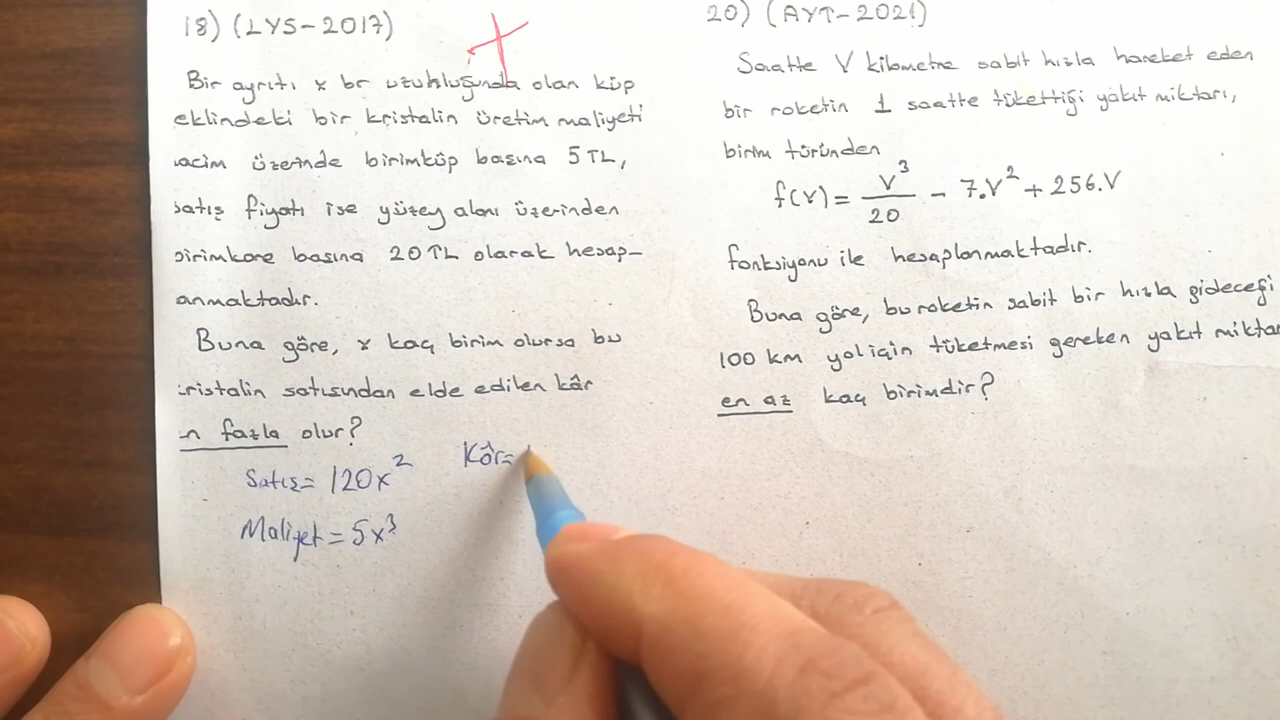 18) (LYS-2017)
Bir ayrıtı x br uzunluğunda olan küp
eklindeki bir kristalin üretim maliyeti
acim üzerinde birimküp başına 5 TL,
satış fiyatı ise yüzey alanı üzerinden
birimkare başına 20 TL olarak hesap-
anmaktadır.
Buna göre, x kaç birim olursa bu
kristalin satışından elde edilen kâr
n fazla olur?
Satış = 120x²
Maliyet = 5x³
Kâr=
20) (AYT-2021)
Saatte V kilometre sabit hızla hareket eden
bir roketin 1 saatte tükettiği yakıt miktarı,
birim türünden
f(v) = V³/20 - 7.V² + 256.V
fonksiyonu ile hesaplanmaktadır.
Buna göre, bu roketin sabit bir hızla gideceği
100 km yol için tüketmesi gereken yakıt miktar
en az kaç birimdir?